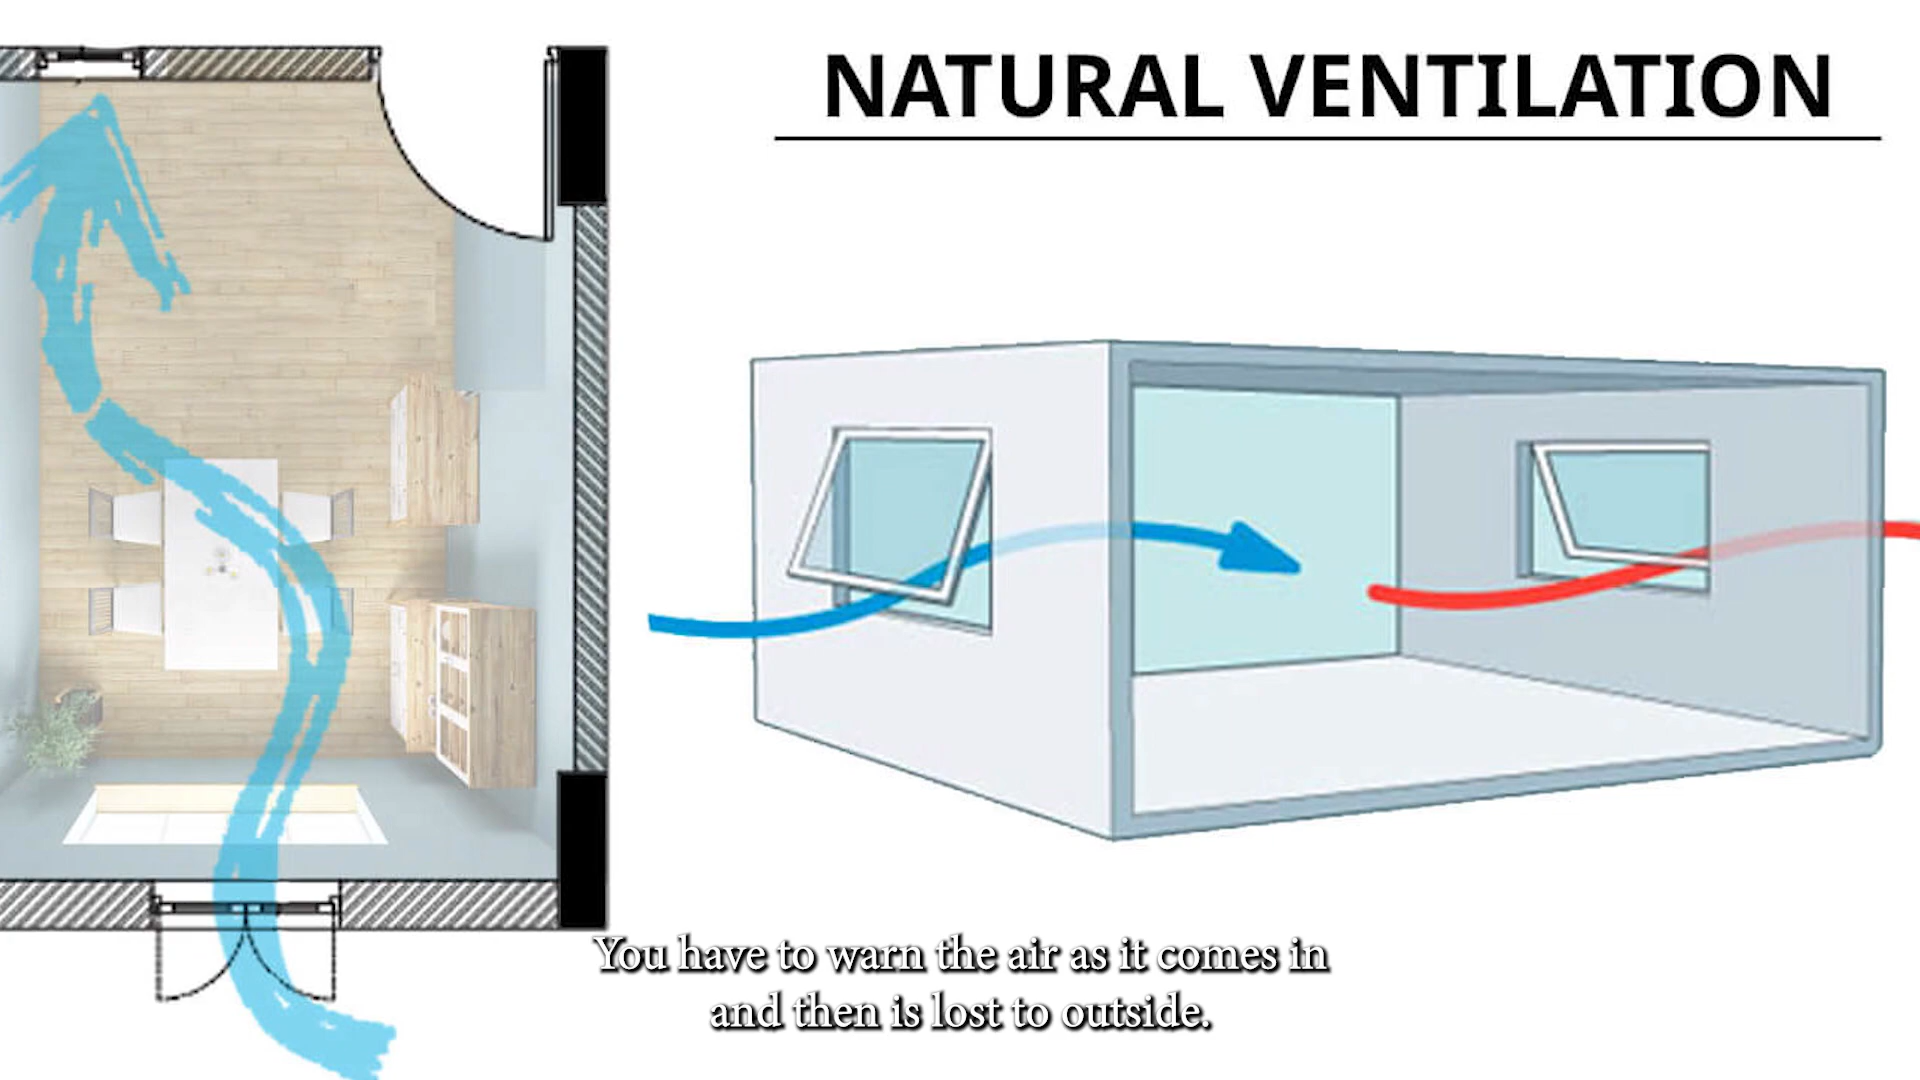 NATURAL VENTILATION
You have to warn the air as it comes in
and then is lost to outside.